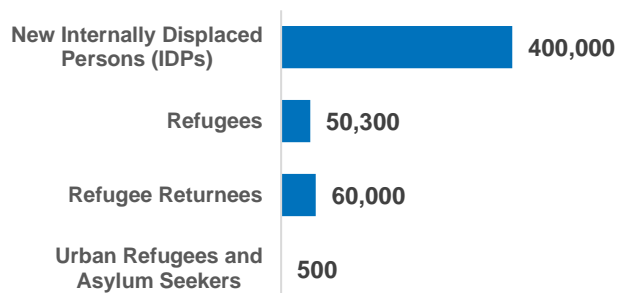 New Internally Displaced
Persons (IDPs)
400,000
Refugees
50,300
Refugee Returnees
60,000
Urban Refugees and
Asylum Seekers
500